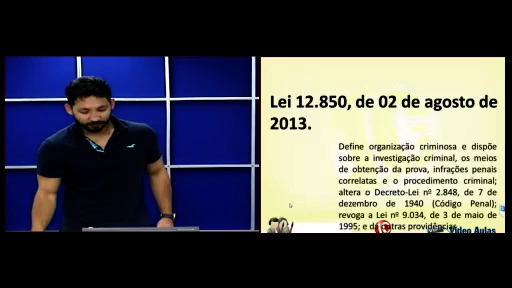 Lei 12.850, de 02 de agosto de
2013.
Define organização criminosa e dispõe
sobre a investigação criminal, os meios
de obtenção da prova, infrações penais
correlatas e o procedimento criminal;
altera o Decreto-Lei nº 2.848, de 7 de
dezembro de 1940 (Código Penal);
revoga a Lei nº 9.034, de 3 de maio de
1995; e dá outras providências.
Video Aulas